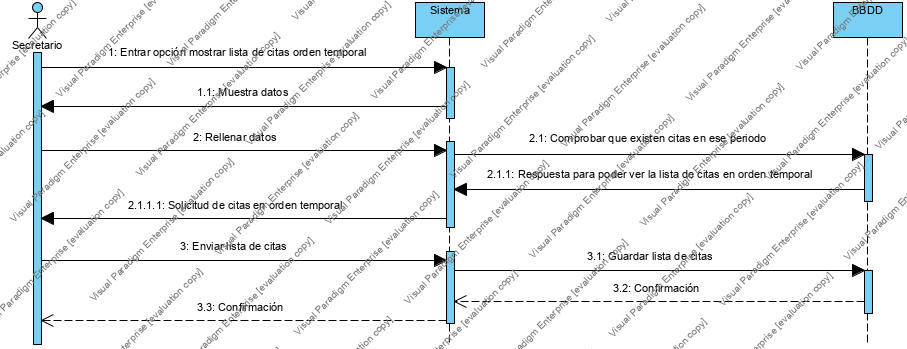 Sistema
BBDD
Secretario
1: Entrar opción mostrar lista de citas orden temporal
1.1: Muestra datos
2: Rellenar datos
2.1: Comprobar que existen citas en ese periodo
2.1.1: Respuesta para poder ver la lista de citas en orden temporal
2.1.1.1: Solicitud de citas en orden temporal
3: Enviar lista de citas
3.1: Guardar lista de citas
3.2: Confirmación
3.3: Confirmación
Visual Paradigm Enterprise [evaluation copy]